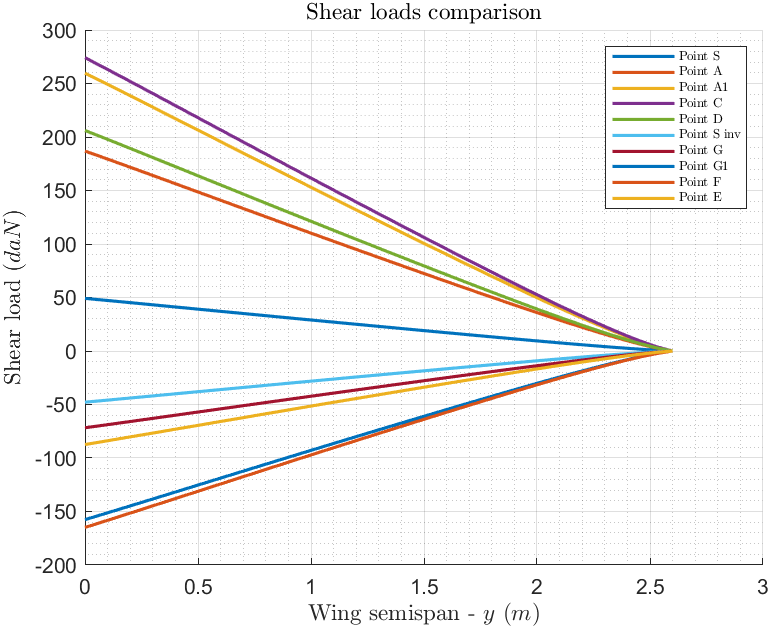 Shear loads comparison
300
250
200
150
100
50
0
-50
-100
-150
-200
Shear load (daN)
Point S
Point A
Point A1
Point C
Point D
Point S inv
Point G
Point G1
Point F
Point E
0 0.5 1 1.5 2 2.5 3
Wing semispan - y (m)